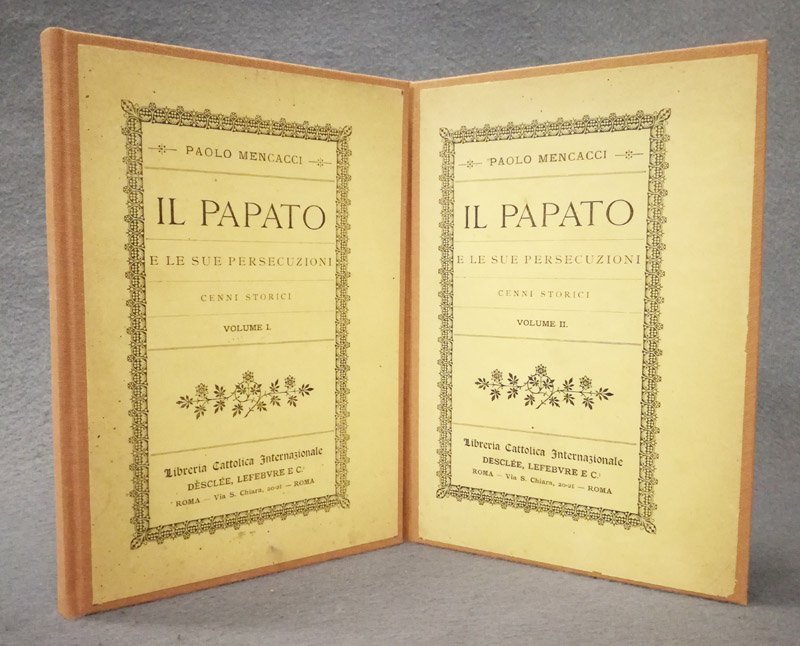 PAOLO MENCACCI
IL PAPATO
E LE SUE PERSECUZIONI
CENNI STORICI
VOLUME I.
Libreria Cattolica Internazionale
DESCLÉE, LEFEBVRE E C.i
ROMA — Via S. Chiara, 20-21 — ROMA
PAOLO MENCACCI
IL PAPATO
E LE SUE PERSECUZIONI
CENNI STORICI
VOLUME II.
Libreria Cattolica Internazionale
DESCLÉE, LEFEBVRE E C.i
ROMA — Via S. Chiara, 20-21 — ROMA